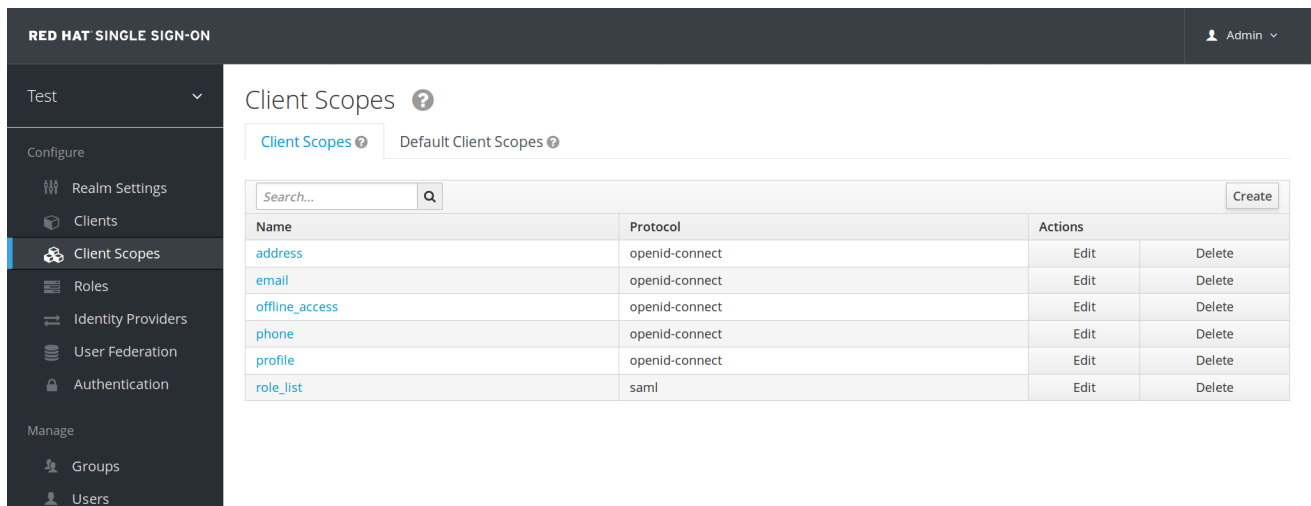 RED HAT SINGLE SIGN-ON
Admin
Test
Client Scopes
Client Scopes
Default Client Scopes
Configure
Realm Settings
Clients
Client Scopes
Roles
Identity Providers
User Federation
Authentication
Manage
Groups
Users
Search...
Create
Name Protocol Actions
address openid-connect Edit Delete
email openid-connect Edit Delete
offline_access openid-connect Edit Delete
phone openid-connect Edit Delete
profile openid-connect Edit Delete
role_list saml Edit Delete